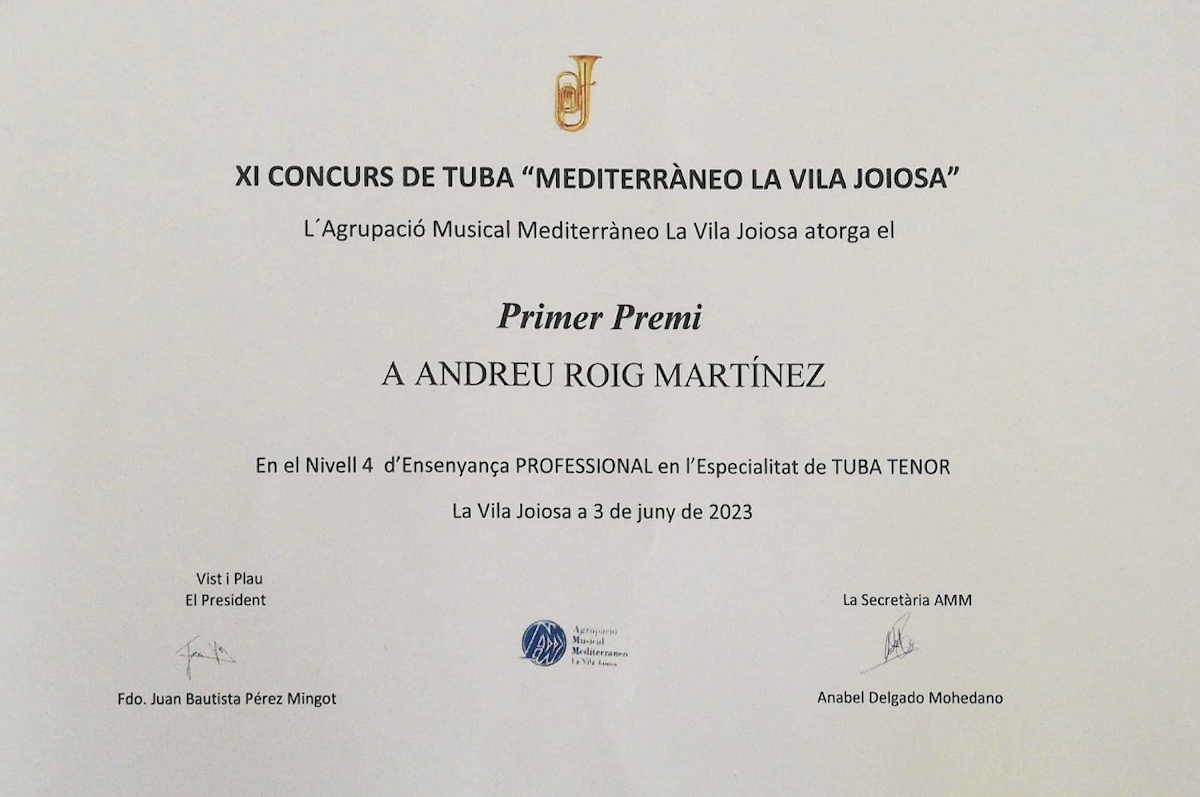 XI CONCURS DE TUBA “MEDITERRÀNEO LA VILA JOIOSA”
L´Agrupació Musical Mediterràneo La Vila Joiosa atorga el
Primer Premi
A ANDREU ROIG MARTÍNEZ
En el Nivell 4 d’Ensenyança PROFESSIONAL en l’Especialitat de TUBA TENOR
La Vila Joiosa a 3 de juny de 2023
Vist i Plau
El President
Fdo. Juan Bautista Pérez Mingot
Agrupació
Musical
Mediterraneo
La Vila Joiosa
La Secretària AMM
Anabel Delgado Mohedano